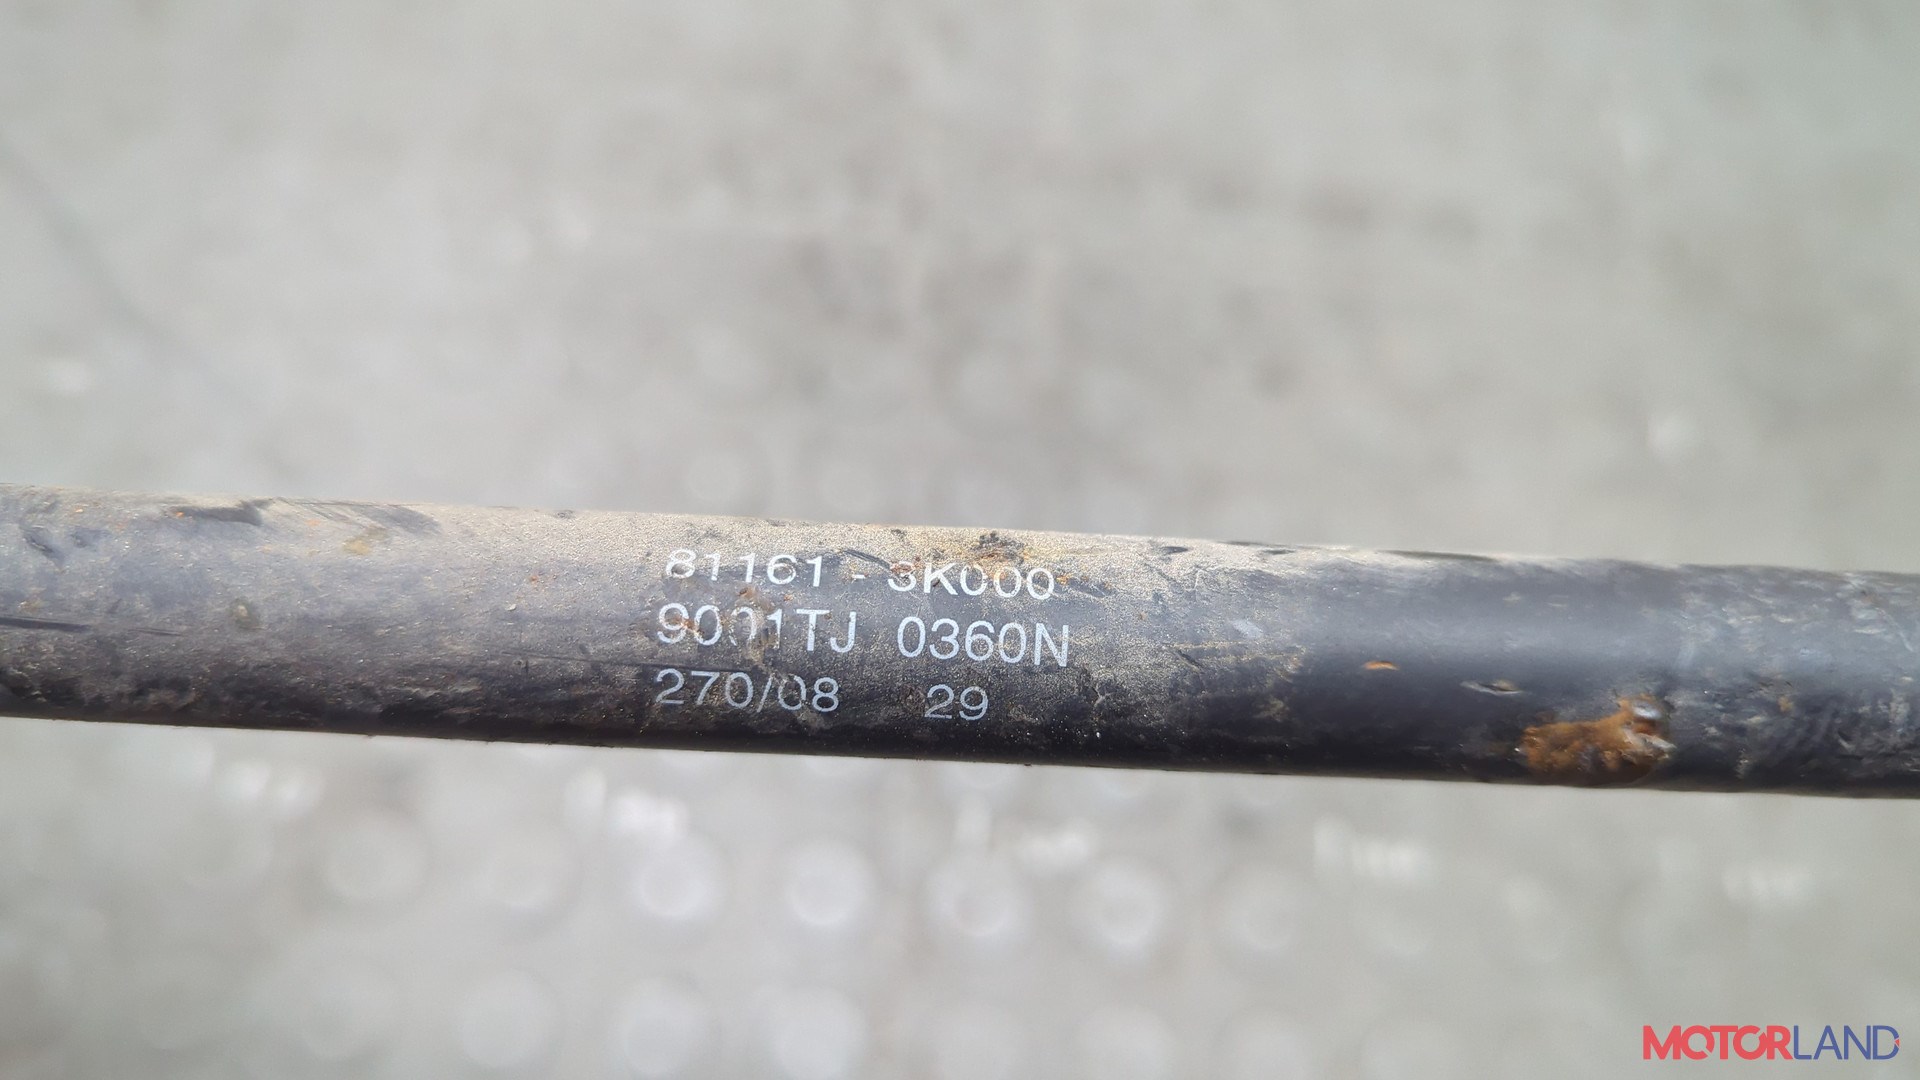 81161-3K000
9001TJ 0360N
270/08 29
MOTORLAND